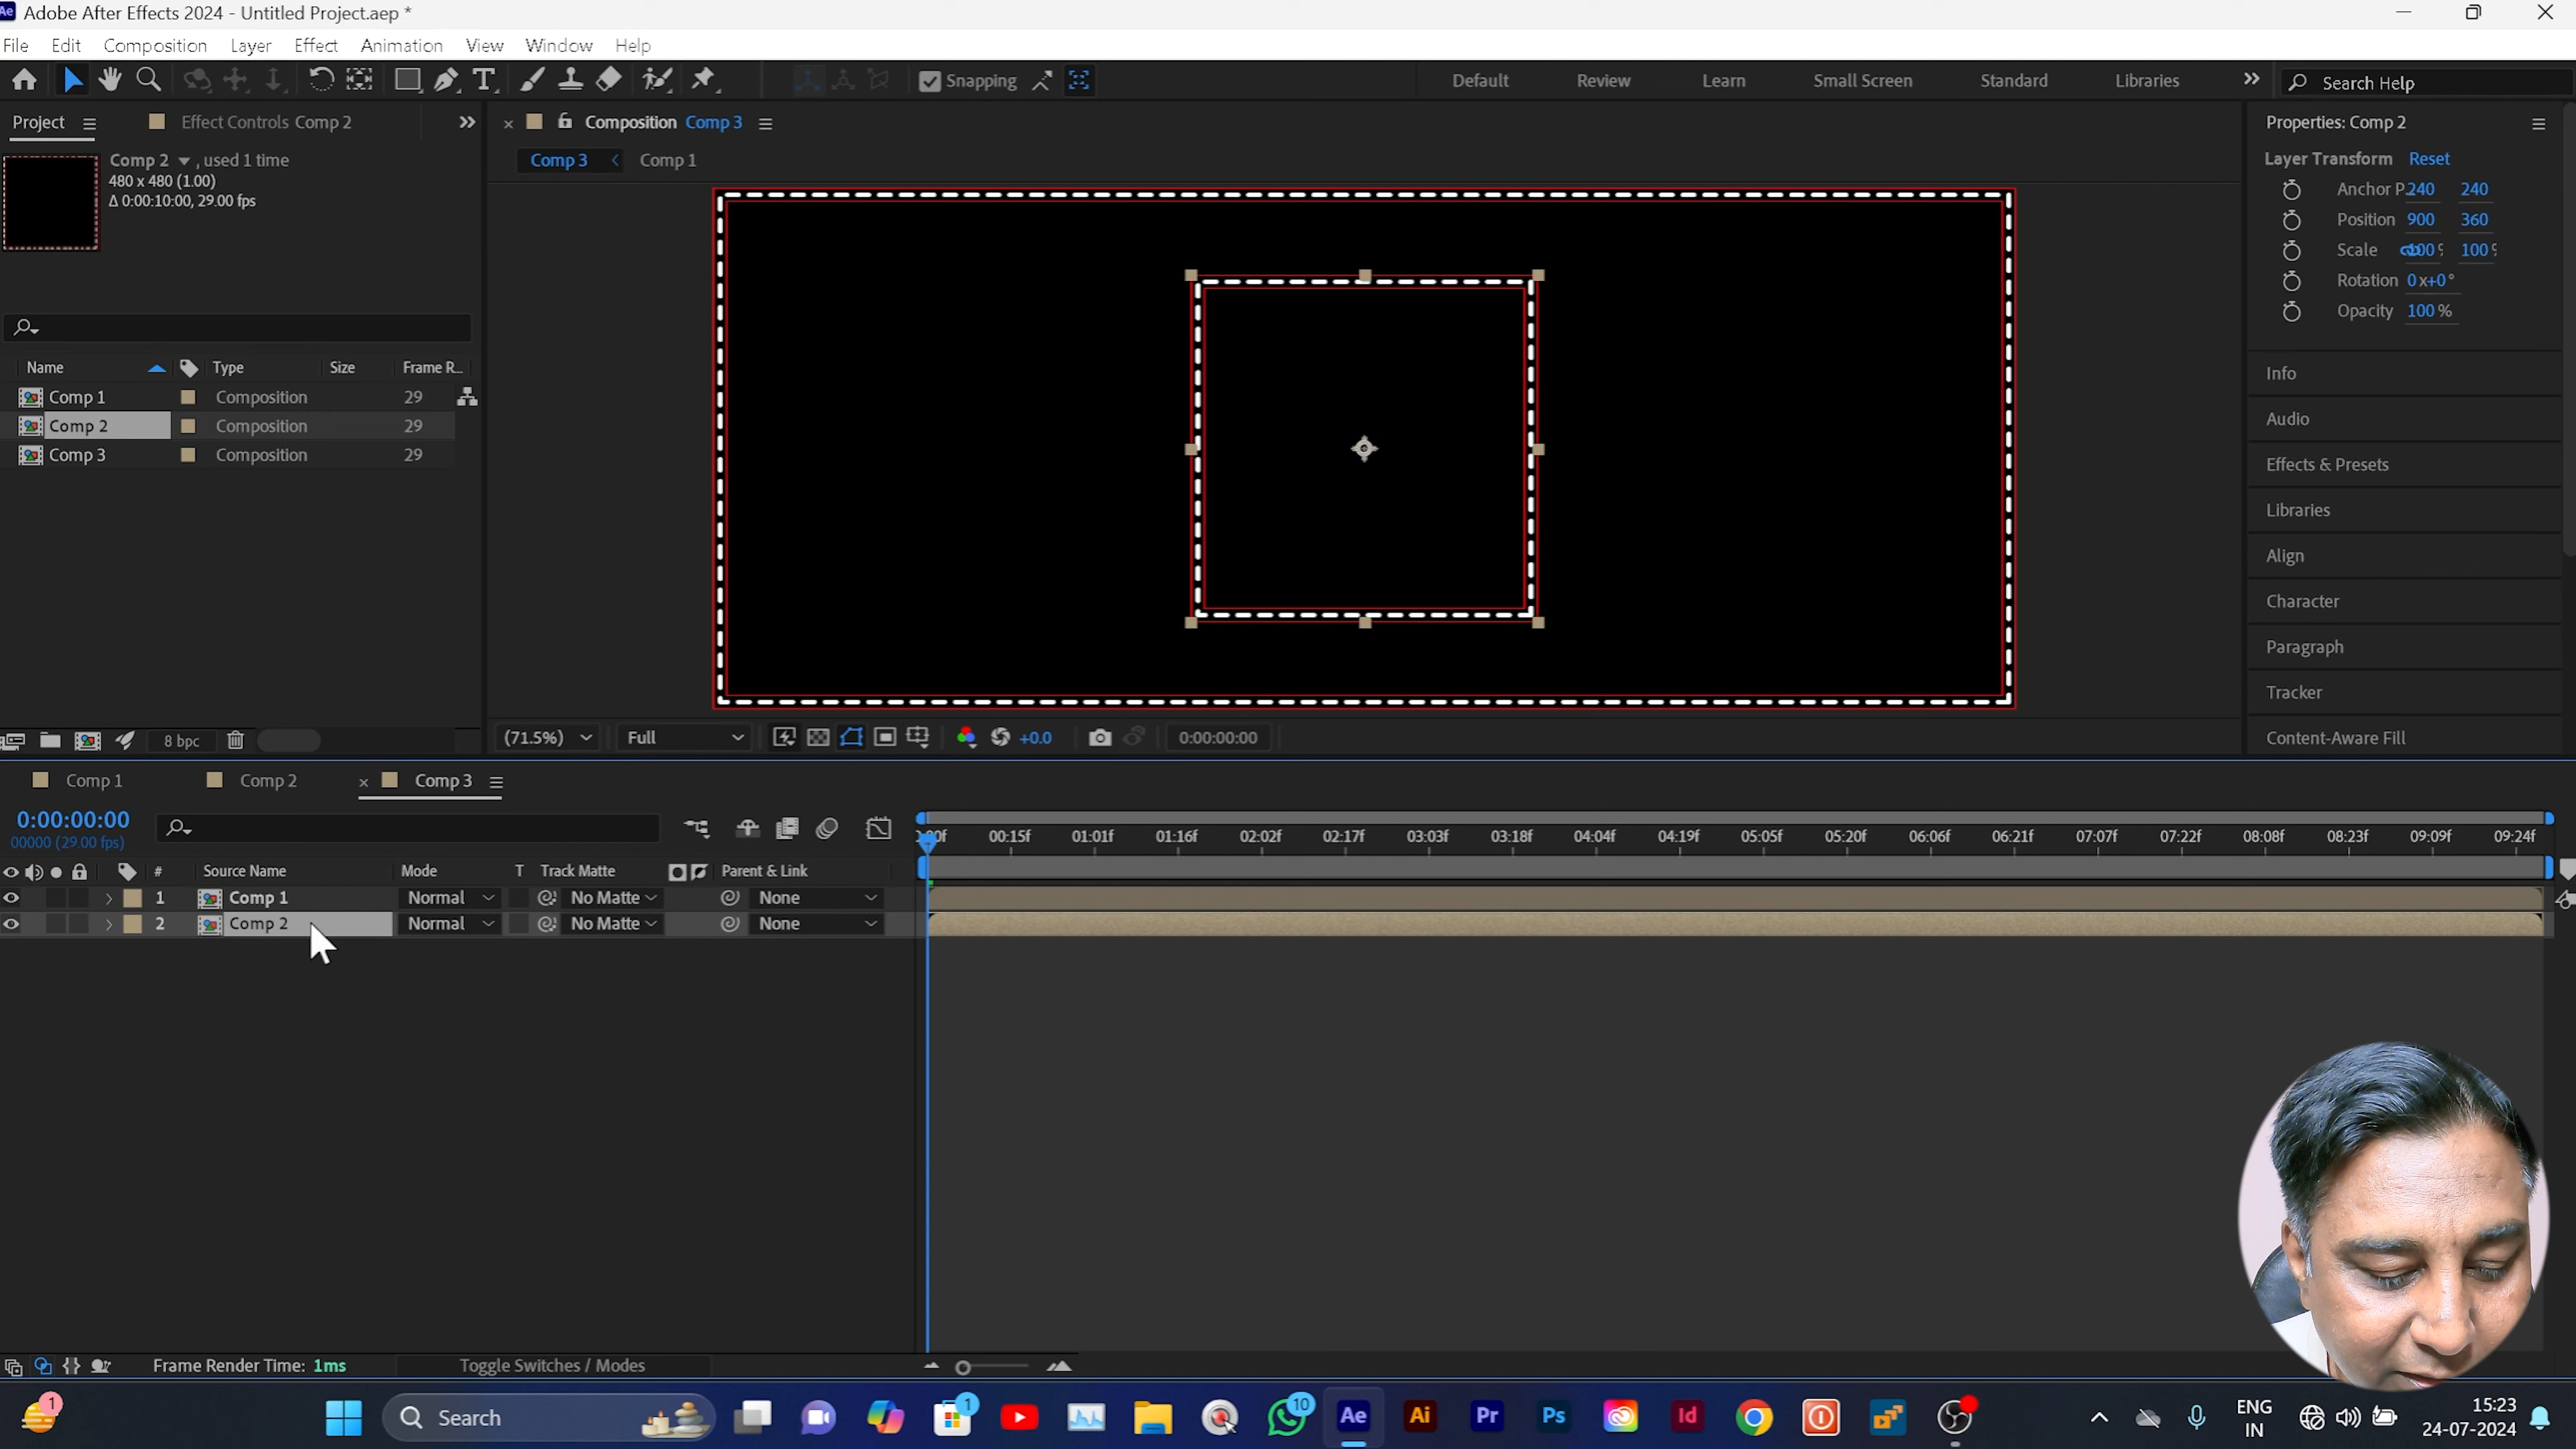 Adobe After Effects 2024 - Untitled Project.aep *
File Edit Composition Layer Effect Animation View Window Help
Snapping Default Review Learn Small Screen Standard Libraries Search Help
Project Effect Controls Comp 2
Comp 2 , used 1 time
480 x 480 (1.00)
Δ 0:00:10:00, 29.00 fps
Name Type Size Frame R...
Comp 1 Composition 29
Comp 2 Composition 29
Comp 3 Composition 29
8 bpc
Composition Comp 3
Comp 3 Comp 1
(71.5%) Full +0.0 0:00:00:00
Properties: Comp 2
Layer Transform Reset
Anchor P.. 240 240
Position 900 360
Scale 100 % 100 %
Rotation 0x+0°
Opacity 100 %
Info
Audio
Effects & Presets
Libraries
Align
Character
Paragraph
Tracker
Content-Aware Fill
Comp 1 Comp 2 Comp 3
0:00:00:00
00000 (29.00 fps)
00f 00:15f 01:01f 01:16f 02:02f 02:17f 03:03f 03:18f 04:04f 04:19f 05:05f 05:20f 06:06f 06:21f 07:07f 07:22f 08:08f 08:23f 09:09f 09:24f
# Source Name Mode T Track Matte Parent & Link
1 Comp 1 Normal No Matte None
2 Comp 2 Normal No Matte None
Frame Render Time: 1ms Toggle Switches / Modes
1 Search 1 10 Ae Ai Pr Ps Id ENG
IN
15:23
24-07-2024